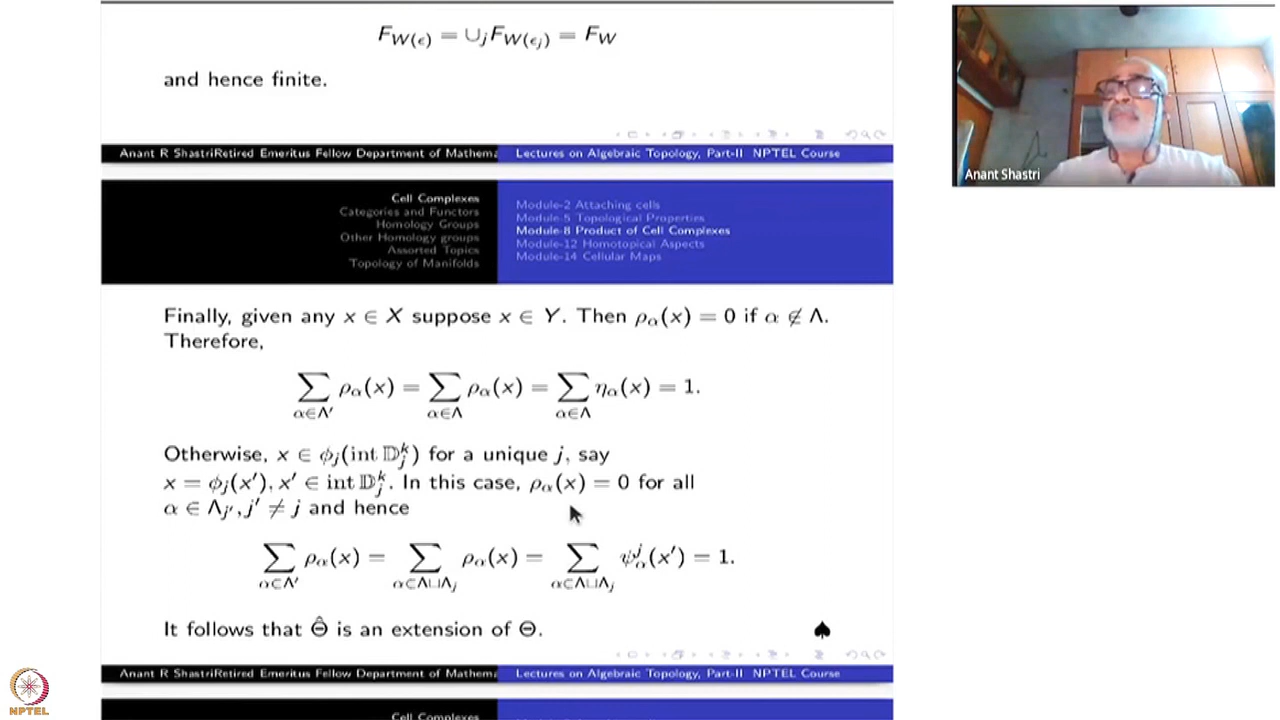 F_{W(ϵ)} = ∪_j F_{W(ϵ_j)} = F_W
and hence finite.
Anant R ShastriRetired Emeritus Fellow Department of Mathema
Lectures on Algebraic Topology, Part-II NPTEL Course
Anant Shastri
Cell Complexes
Categories and Functors
Homology Groups
Other Homology groups
Assorted Topics
Topology of Manifolds
Module-2 Attaching cells
Module-5 Topological Properties
Module-8 Product of Cell Complexes
Module-12 Homotopical Aspects
Module-14 Cellular Maps
Finally, given any x ∈ X suppose x ∈ Y. Then ρ_α(x) = 0 if α ∉ Λ.
Therefore,
∑_{α∈Λ′} ρ_α(x) = ∑_{α∈Λ} ρ_α(x) = ∑_{α∈Λ} η_α(x) = 1.
Otherwise, x ∈ ϕ_j(int 𝔻^k_j) for a unique j, say
x = ϕ_j(x′), x′ ∈ int 𝔻^k_j. In this case, ρ_α(x) = 0 for all
α ∈ Λ_{j′}, j′ ≠ j and hence
∑_{α∈Λ′} ρ_α(x) = ∑_{α∈Λ⊔Λ_j} ρ_α(x) = ∑_{α∈Λ⊔Λ_j} ψ^j_α(x′) = 1.
It follows that Θ̂ is an extension of Θ. ♠
Anant R ShastriRetired Emeritus Fellow Department of Mathema
Lectures on Algebraic Topology, Part-II NPTEL Course
Cell Complexes
NPTEL